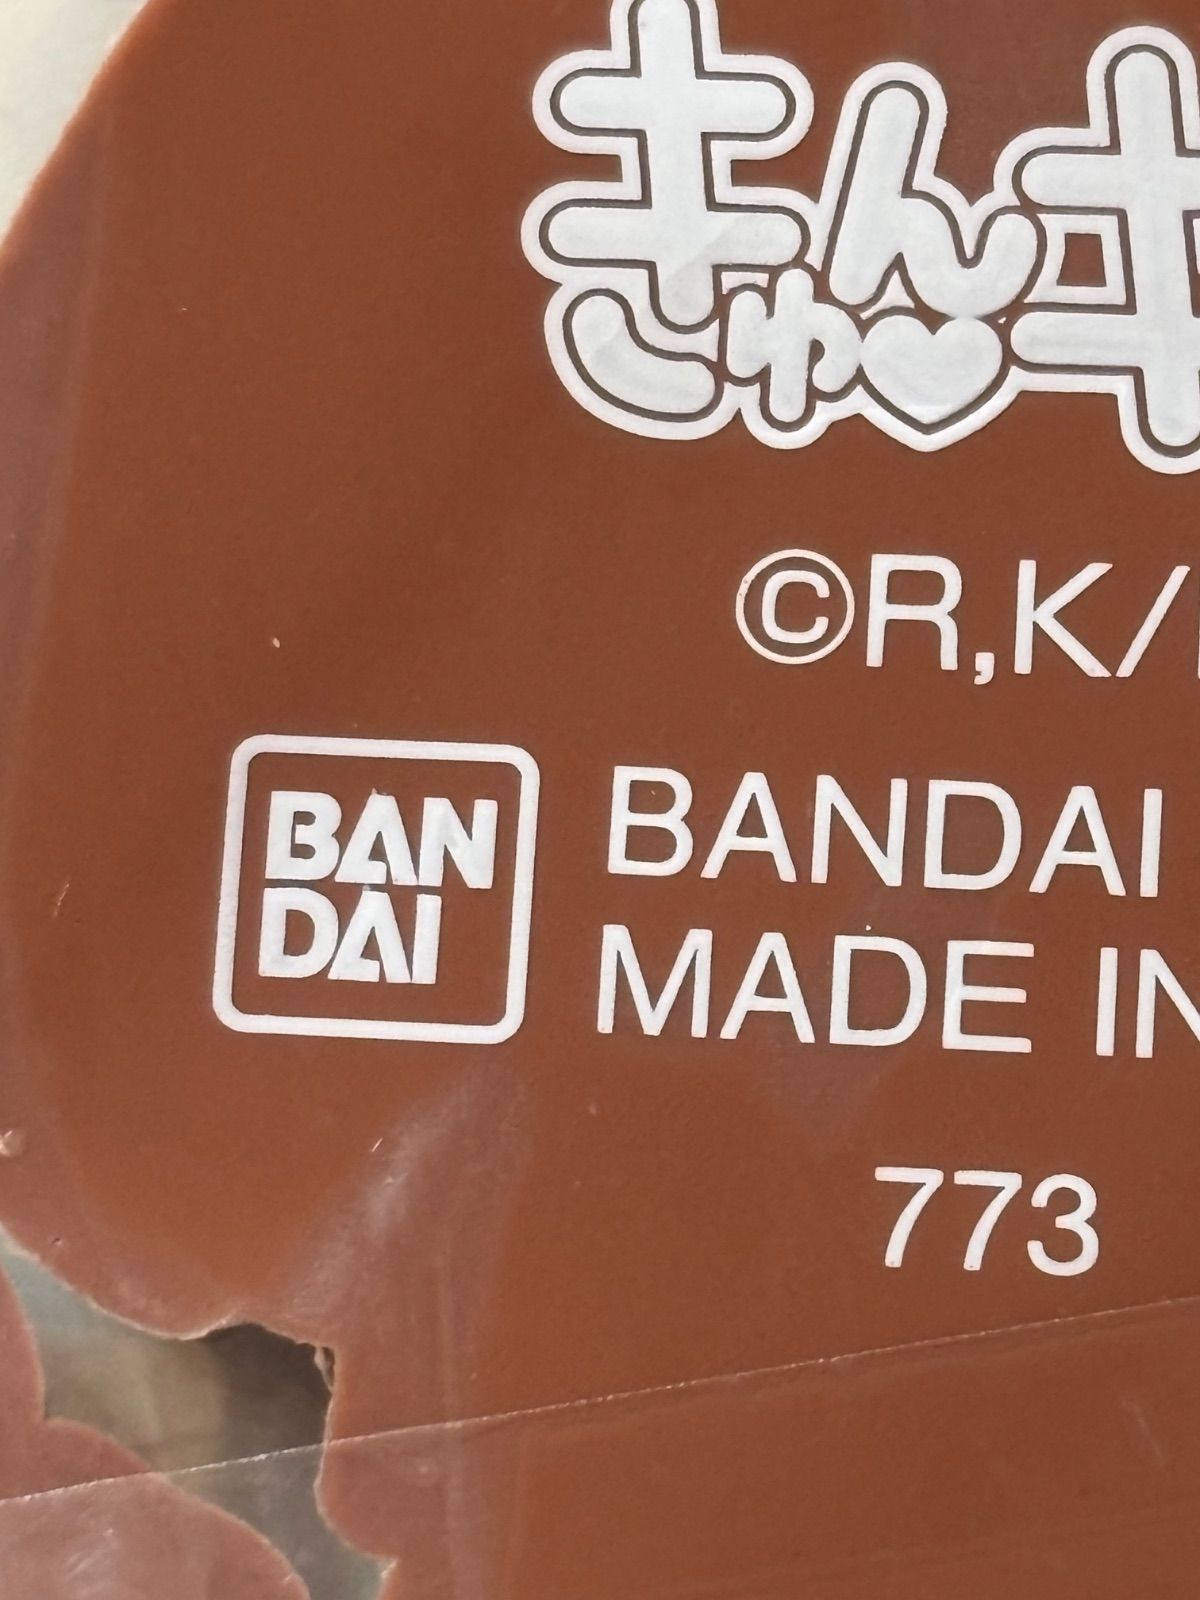 きゅん♥キ
©R,K/
BAN
DAI
BANDAI
MADE IN
773